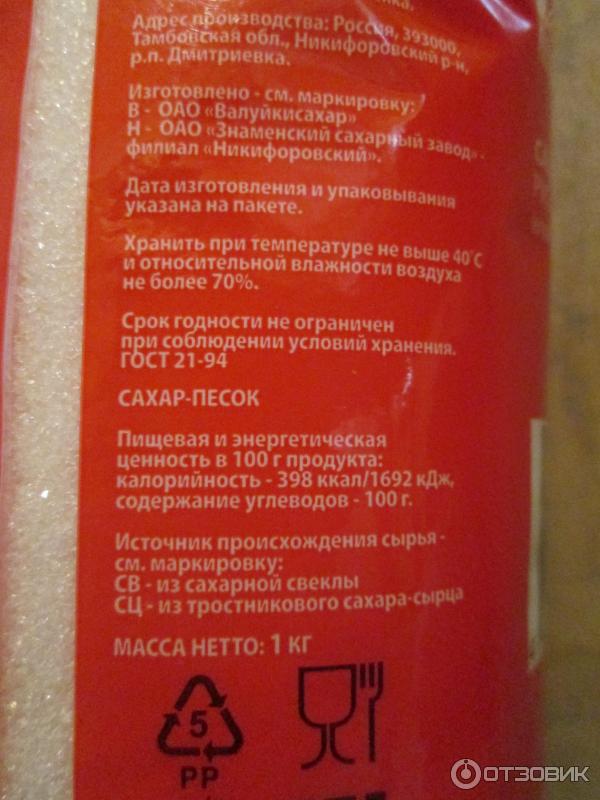 Адрес производства: Россия, 393000,
Тамбовская обл., Никифоровский р-н,
р.п. Дмитриевка.
Изготовлено - см. маркировку:
В - ОАО «Валуйкисахар»
Н - ОАО «Знаменский сахарный завод» -
филиал «Никифоровский».
Дата изготовления и упаковывания
указана на пакете.
Хранить при температуре не выше 40°С
и относительной влажности воздуха
не более 70%.
Срок годности не ограничен
при соблюдении условий хранения.
ГОСТ 21-94
САХАР-ПЕСОК
Пищевая и энергетическая
ценность в 100 г продукта:
калорийность - 398 ккал/1692 кДж,
содержание углеводов - 100 г.
Источник происхождения сырья -
см. маркировку:
СВ - из сахарной свеклы
СЦ - из тростникового сахара-сырца
МАССА НЕТТО: 1 КГ
5
PP
ОТЗОВИК